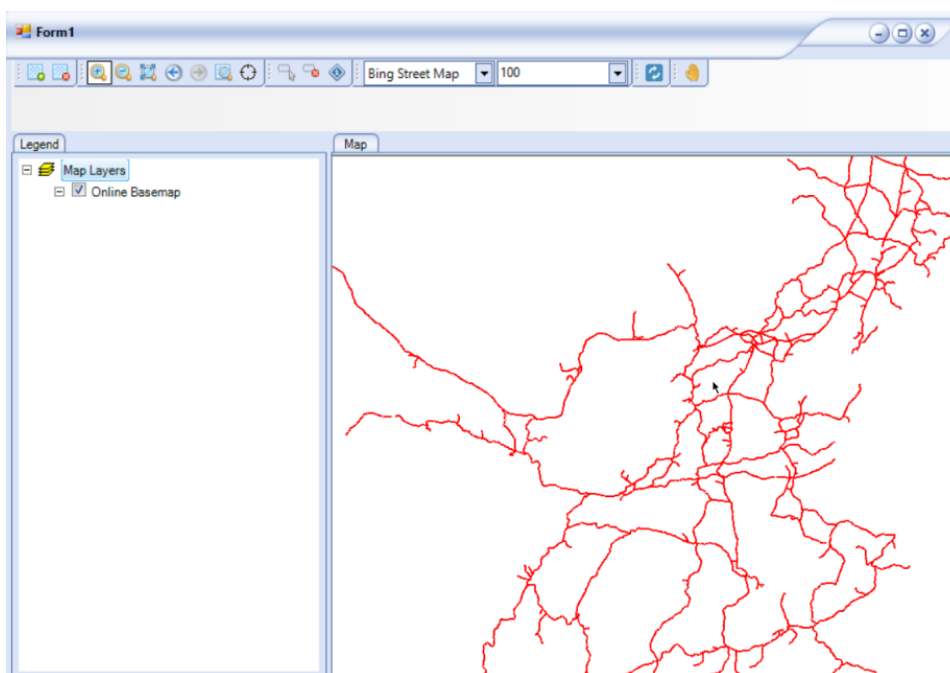 Form1
Bing Street Map 100
Legend
Map
Map Layers
Online Basemap